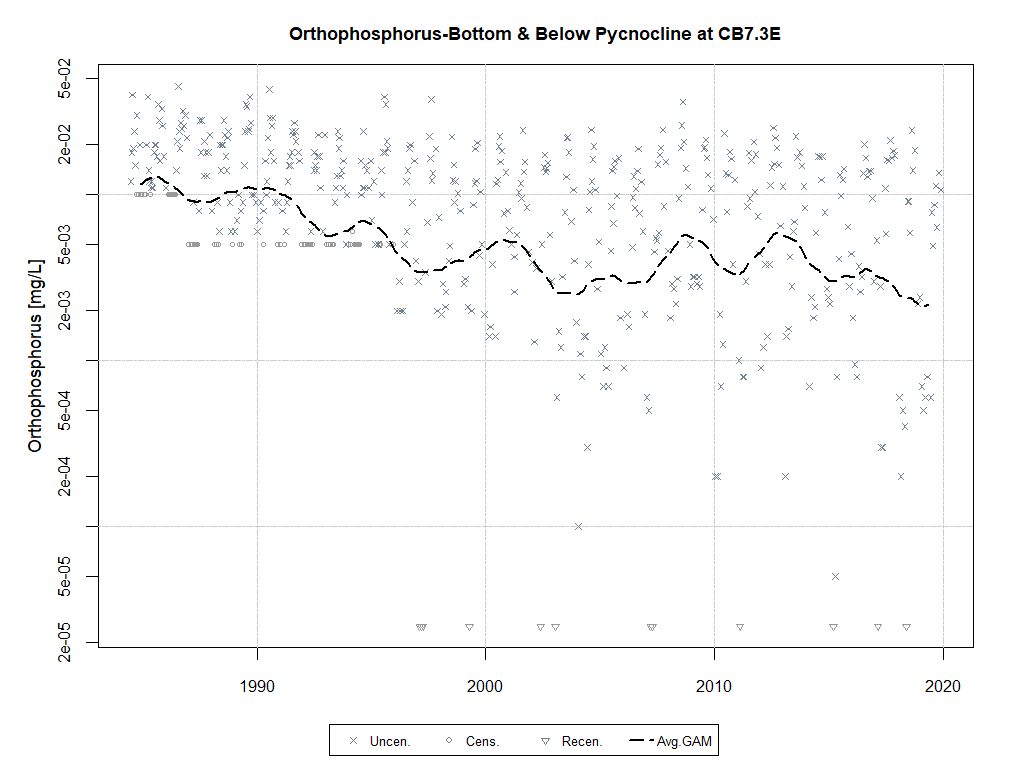 Orthophosphorus-Bottom & Below Pycnocline at CB7.3E
Orthophosphorus [mg/L]
5e-02
2e-02
5e-03
2e-03
5e-04
2e-04
5e-05
2e-05
1990 2000 2010 2020
Uncen. Cens. Recen. Avg.GAM